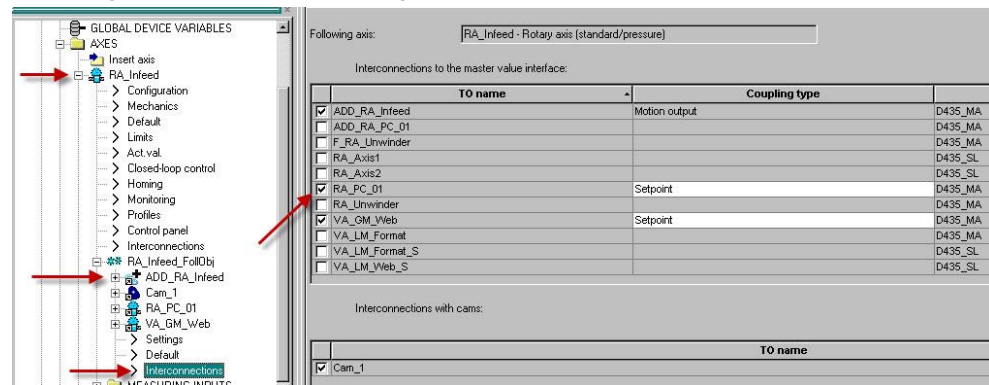 GLOBAL DEVICE VARIABLES
AXES
Insert axis
RA_Infeed
Configuration
Mechanics
Default
Limits
Act.val.
Closed-loop control
Homing
Monitoring
Profiles
Control panel
Interconnections
RA_Infeed_FollObj
ADD_RA_Infeed
Cam_1
RA_PC_01
VA_GM_Web
Settings
Default
Interconnections
MEASURING INPUTS
Following axis: RA_Infeed - Rotary axis (standard/pressure)
Interconnections to the master value interface:
TO name Coupling type
ADD_RA_Infeed Motion output D435_MA
ADD_RA_PC_01 D435_MA
F_RA_Unwinder D435_MA
RA_Axis1 D435_SL
RA_Axis2 D435_SL
RA_PC_01 Setpoint D435_MA
RA_Unwinder D435_MA
VA_GM_Web Setpoint D435_MA
VA_LM_Format D435_MA
VA_LM_Format_S D435_SL
VA_LM_Web_S D435_SL
Interconnections with cams:
TO name
Cam_1